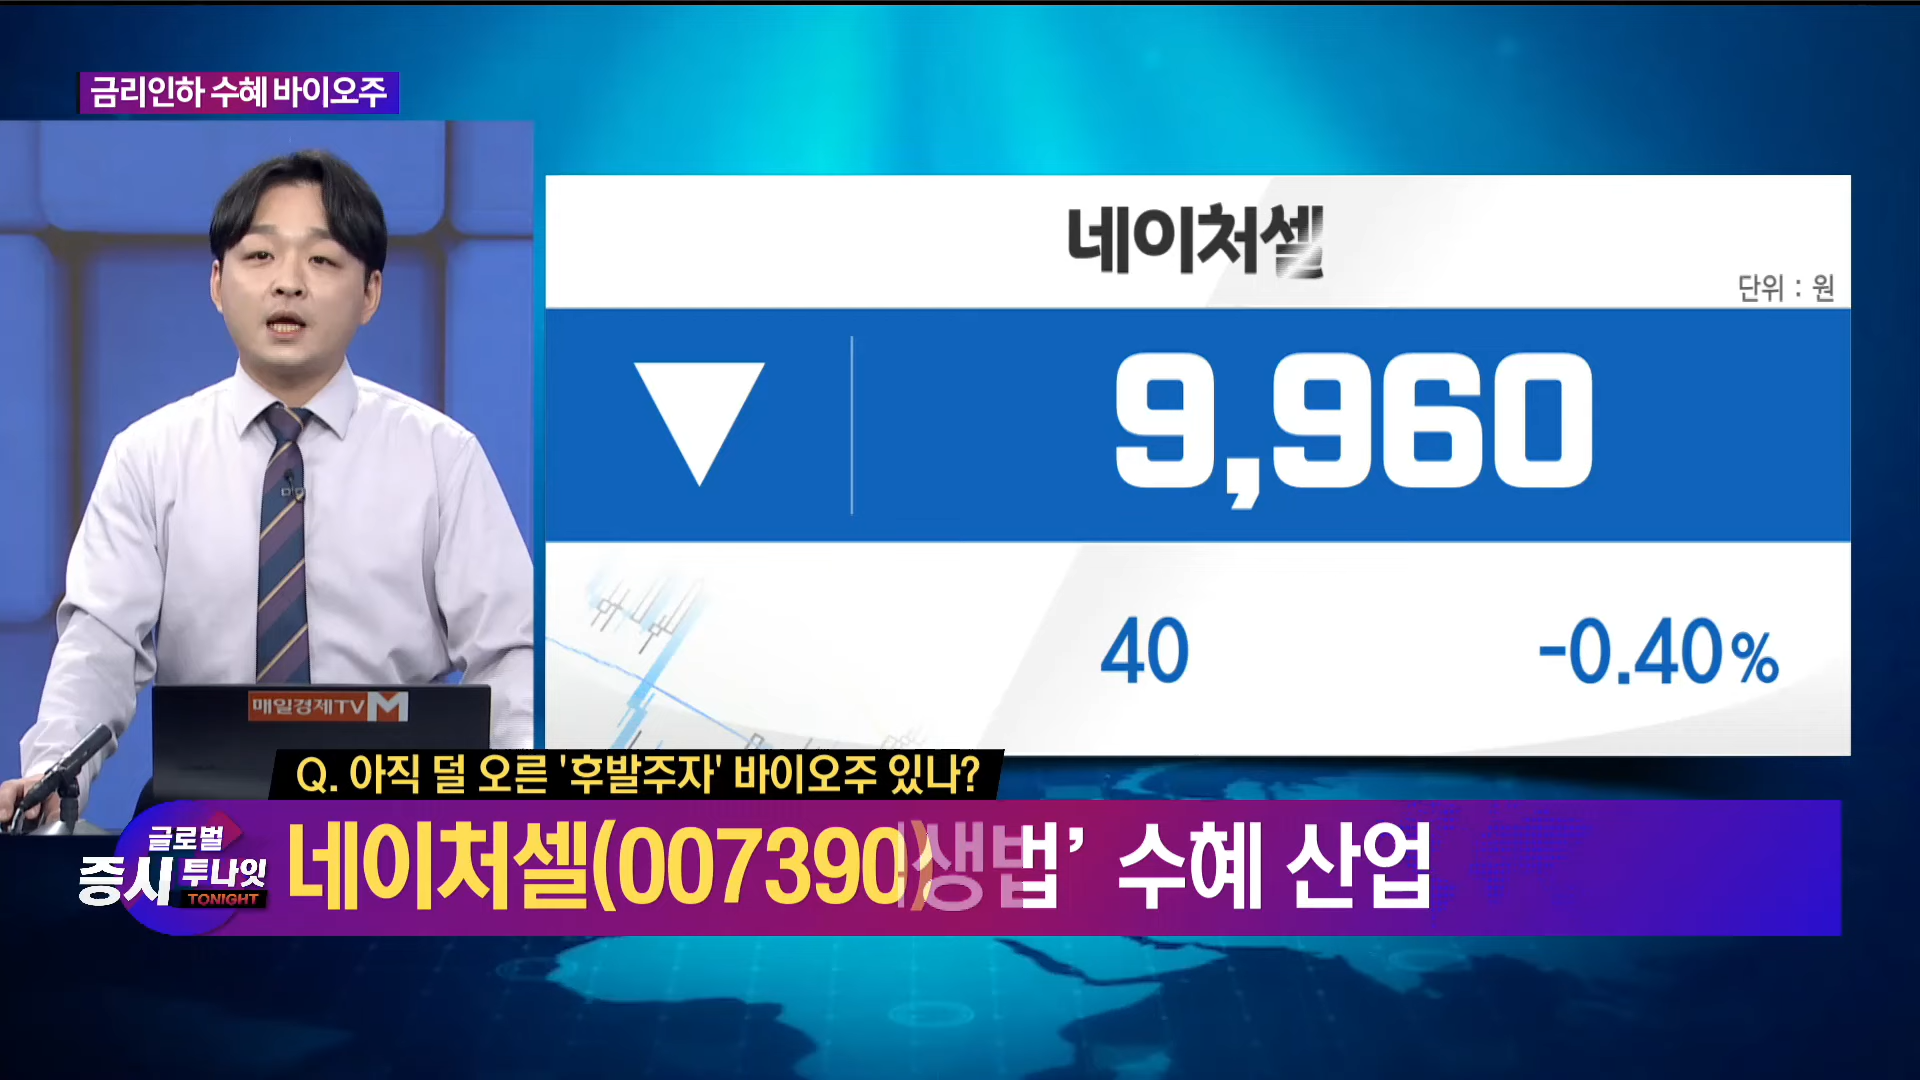 금리인하 수혜 바이오주
네이처셀
단위 : 원
9,960
40 -0.40%
매일경제TV M
Q. 아직 덜 오른 '후발주자' 바이오주 있나?
글로벌
증시 투나잇
TONIGHT
네이처셀(007390) 생법’ 수혜 산업